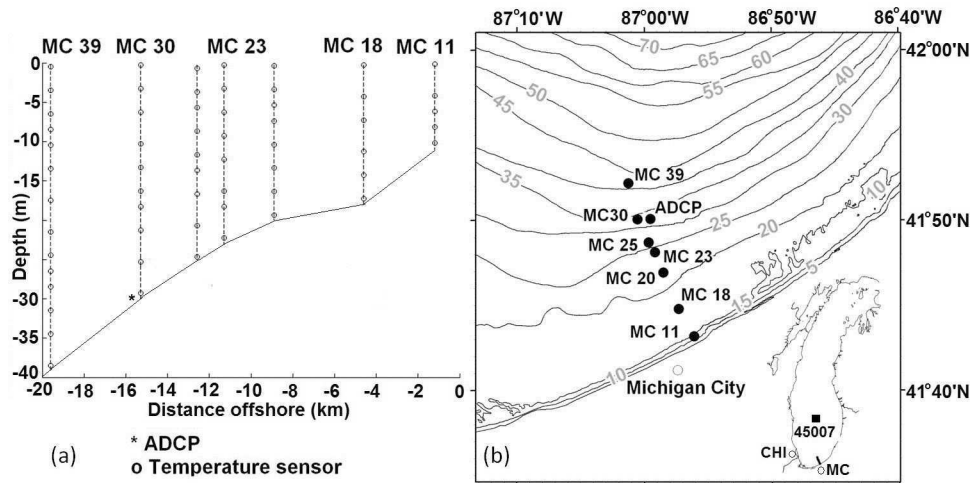 MC 39 MC 30 MC 23 MC 18 MC 11
0
-5
-10
-15
-20
-25
-30
-35
-40
Depth (m)
-20 -18 -16 -14 -12 -10 -8 -6 -4 -2 0
Distance offshore (km)
*
(a)
* ADCP
o Temperature sensor
87°10'W 87°00'W 86°50'W 86°40'W
42°00'N
41°50'N
41°40'N
70
65
60
55
50
45
40
35
30
25
20
10
15
5
10
MC 39
MC30 ADCP
MC 25
MC 23
MC 20
MC 18
MC 11
Michigan City
45007
CHI
MC
(b)